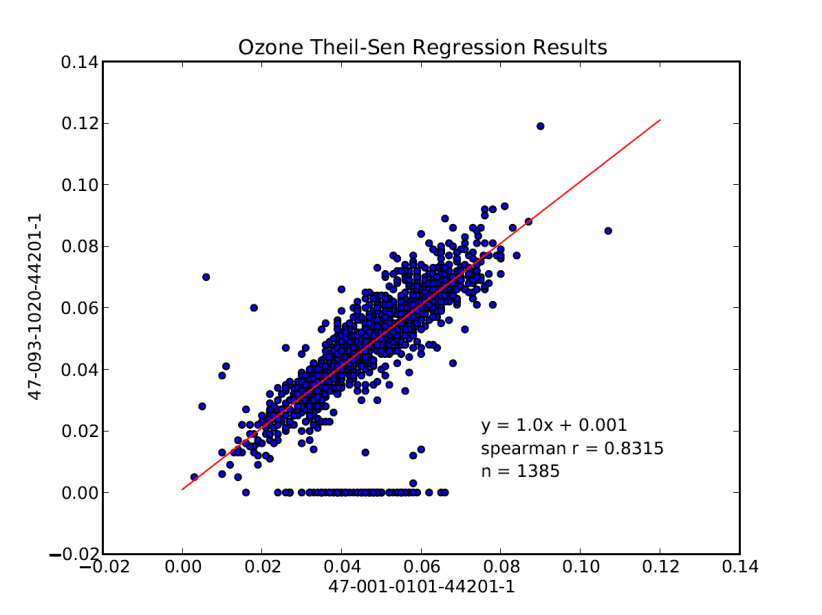 Ozone Theil-Sen Regression Results
0.14
0.12
0.10
0.08
0.06
0.04
0.02
0.00
−0.02
47-093-1020-44201-1
y = 1.0x + 0.001
spearman r = 0.8315
n = 1385
−0.02 0.00 0.02 0.04 0.06 0.08 0.10 0.12 0.14
47-001-0101-44201-1